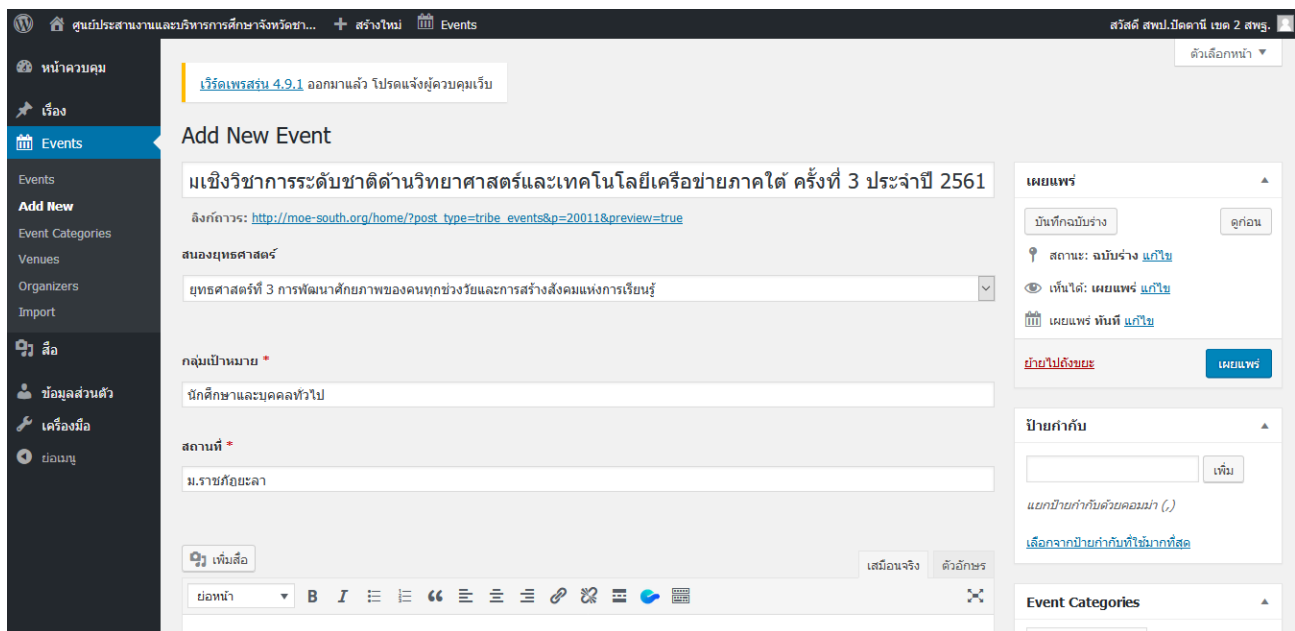 ศูนย์ประสานงานและบริหารการศึกษาจังหวัดชา... + สร้างใหม่ Events สวัสดี สพป.ปัตตานี เขต 2 สพฐ.
ตัวเลือกหน้า
หน้าควบคุม
เรื่อง
Events
Events
Add New
Event Categories
Venues
Organizers
Import
สื่อ
ข้อมูลส่วนตัว
เครื่องมือ
ย่อเมนู
เวิร์ดเพรสรุ่น 4.9.1 ออกมาแล้ว โปรดแจ้งผู้ควบคุมเว็บ
Add New Event
มเชิงวิชาการระดับชาติด้านวิทยาศาสตร์และเทคโนโลยีเครือข่ายภาคใต้ ครั้งที่ 3 ประจำปี 2561
ลิงก์ถาวร: http://moe-south.org/home/?post_type=tribe_events&p=20011&preview=true
สนองยุทธศาสตร์
ยุทธศาสตร์ที่ 3 การพัฒนาศักยภาพของคนทุกช่วงวัยและการสร้างสังคมแห่งการเรียนรู้
กลุ่มเป้าหมาย *
นักศึกษาและบุคคลทั่วไป
สถานที่ *
ม.ราชภัฏยะลา
เพิ่มสื่อ
เสมือนจริง ตัวอักษร
ย่อหน้า B I
เผยแพร่
บันทึกฉบับร่าง ดูก่อน
สถานะ: ฉบับร่าง แก้ไข
เห็นได้: เผยแพร่ แก้ไข
เผยแพร่ ทันที แก้ไข
ย้ายไปถังขยะ เผยแพร่
ป้ายกำกับ
เพิ่ม
แยกป้ายกำกับด้วยคอมม่า (,)
เลือกจากป้ายกำกับที่ใช้มากที่สุด
Event Categories